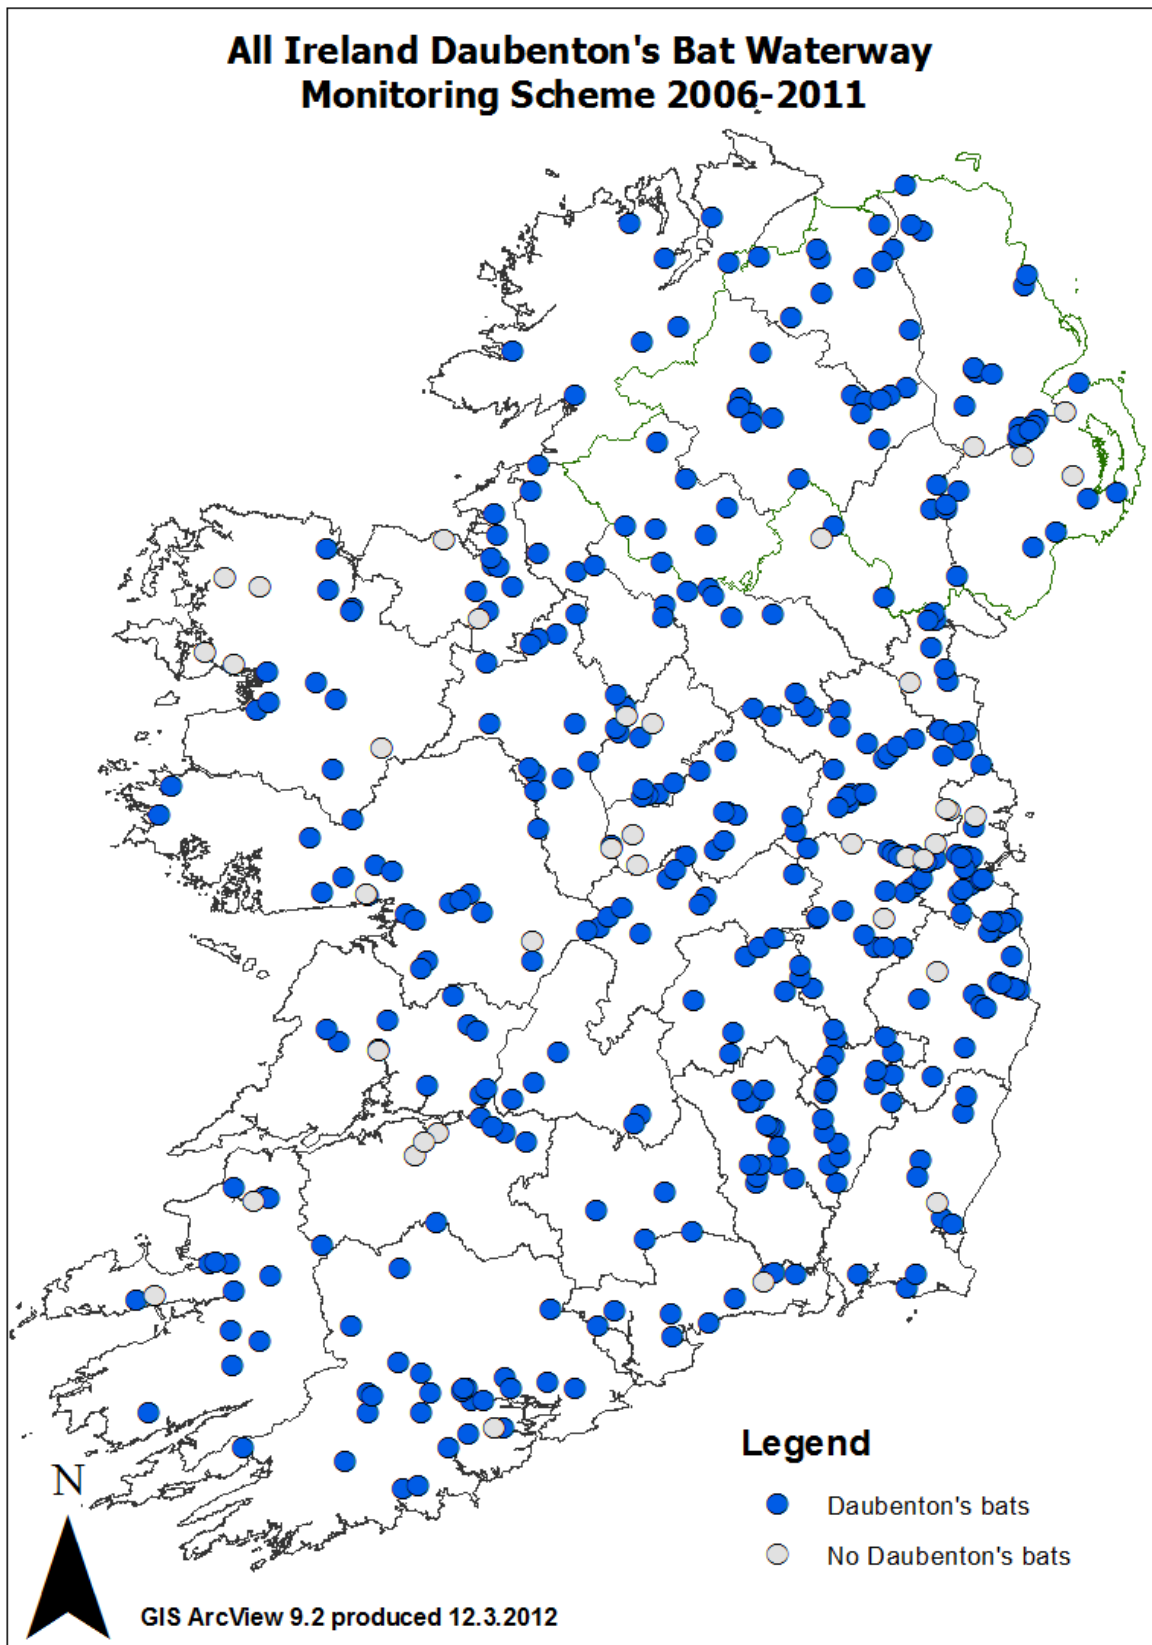 All Ireland Daubenton's Bat Waterway
Monitoring Scheme 2006-2011
Legend
Daubenton's bats
No Daubenton's bats
N
GIS ArcView 9.2 produced 12.3.2012